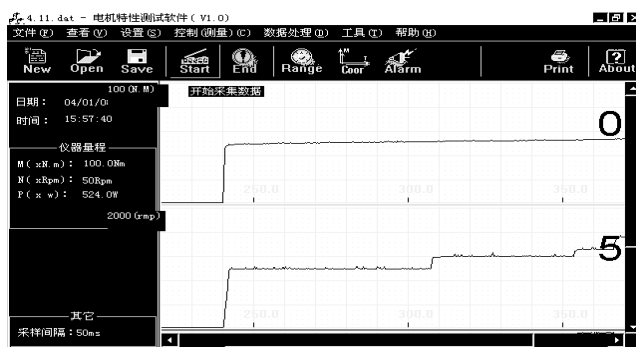 4.11.dat - 电机特性测试软件( V1.0)
文件(F) 查看(V) 设置(S) 控制(测量)(C) 数据处理(D) 工具(T) 帮助(H)
New Open Save Start End Range Coor Alarm Print About
100(N.M) 开始采集数据
日期: 04/01/0
时间: 15:57:40
0
仪器量程
M( xN.m): 100.0Nm
N( xRpm): 50Rpm
P( x w): 524.0W
250.0 300.0 350.0
2000(rmp)
5
其它
250.0 300.0 350.0
采样间隔:50ms